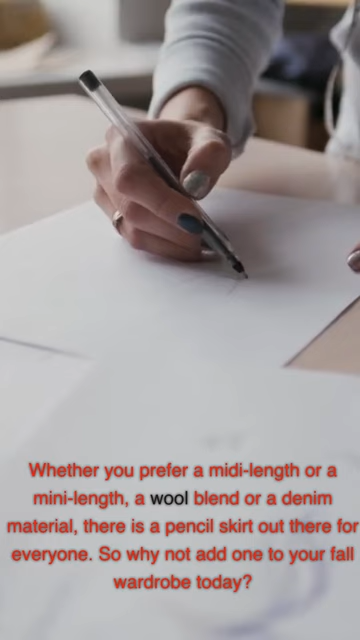 Whether you prefer a midi-length or a
mini-length, a wool blend or a denim
material, there is a pencil skirt out there for
everyone. So why not add one to your fall
wardrobe today?